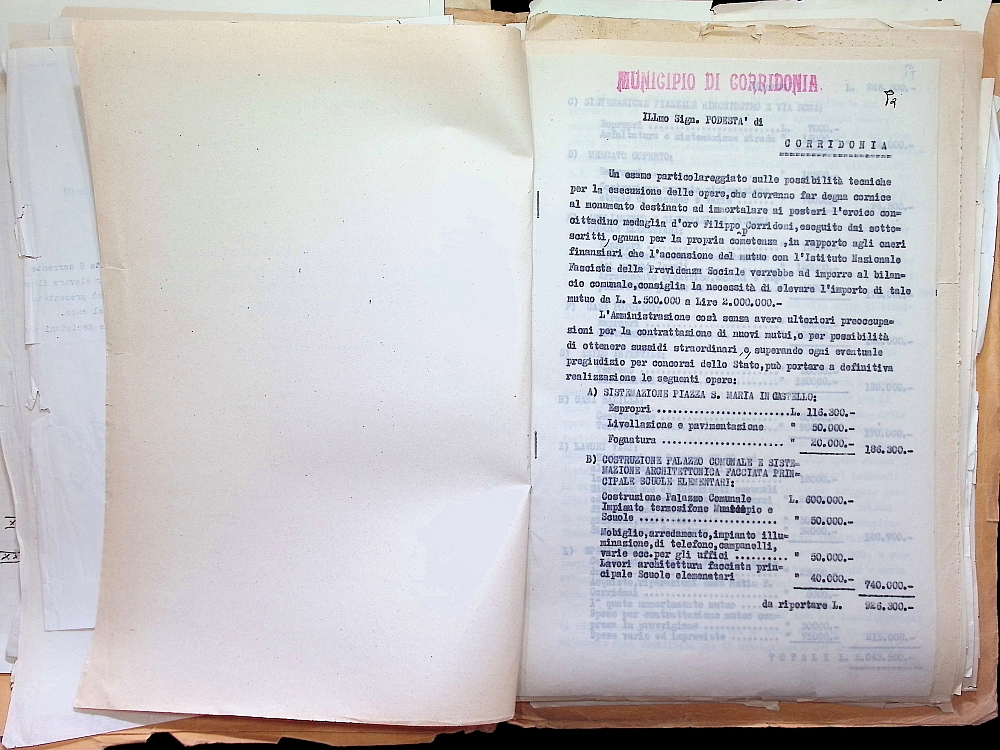 MUNICIPIO DI CORRIDONIA
ILLmo Sign. PODESTA' di
CORRIDONIA
Un esame particolareggiato sulle possibilità tecniche
per la esecuzione delle opere,che dovranno far degna cornice
al monumento destinato ad immortalare ai posteri l'eroico con=
cittadino medaglia d'oro Filippo Corridoni,eseguito dai sotto=
scritti,ognuno per la propria competenza ,in rapporto agli oneri
finanziari che l'accensione del mutuo con l'Istituto Nazionale
Fascista della Previdenza Sociale verrebbe ad imporre al bilan=
cio comunale,consiglia la necessità di elevare l'importo di tale
mutuo da L. 1.500.000 a Lire 2.000.000.-
L'Amministrazione così senza avere ulteriori preoccupa=
zioni per la contrattazione di nuovi mutui,o per possibilità
di ottenere sussidi straordinari,e, superando ogni eventuale
pregiudizio per concorsi dello Stato,può portare a definitiva
realizzazione le seguenti opere:
A) SISTEMAZIONE PIAZZA S. MARIA IN CASTELLO:
Espropri ..................... L. 116.300.-
Livellazione e pavimentazione " 50.000.-
Fognatura .................... " 20.000.-
186.300.-
B) COSTRUZIONE PALAZZO COMUNALE E SISTE=
MAZIONE ARCHITETTONICA FACCIATA PRIN=
CIPALE SCUOLE ELEMENTARI:
Costruzione Palazzo Comunale L. 600.000.-
Impianto termosifone Municipio e
Scuole ....................... " 50.000.-
Mobiglio,arredamento,impianto illu=
minazione,di telefono,campanelli,
varie ecc.per gli uffici .......... " 50.000.-
Lavori architettura facciata prin=
cipale Scuole elemenatari " 40.000.-
740.000.-
da riportare L. 926.300.-